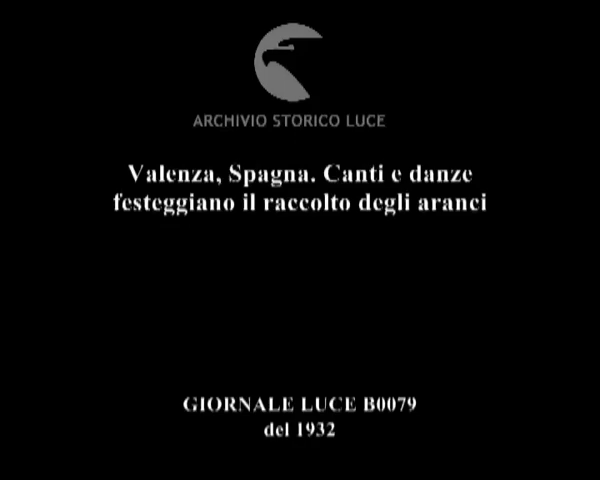 ARCHIVIO STORICO LUCE
Valenza, Spagna. Canti e danze
festeggiano il raccolto degli aranci
GIORNALE LUCE B0079
del 1932